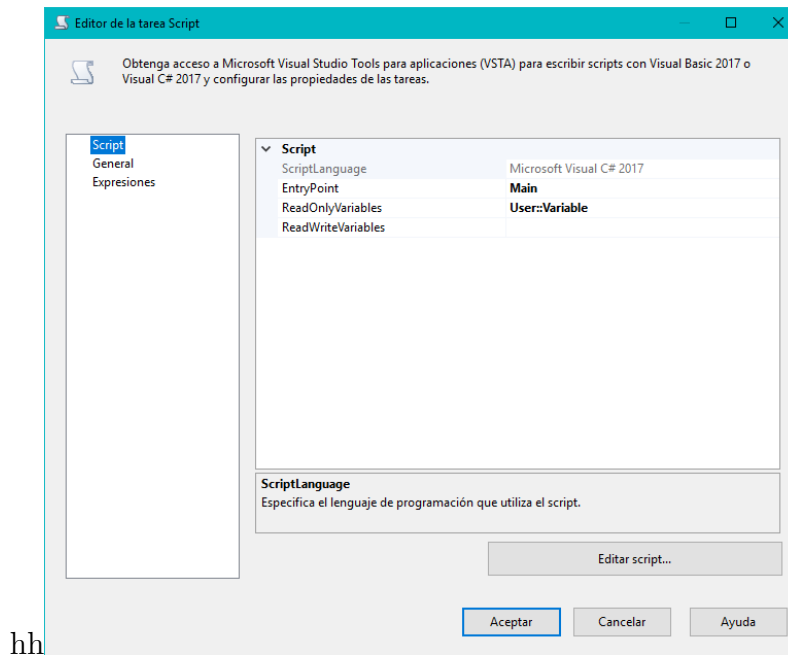 Editor de la tarea Script
Obtenga acceso a Microsoft Visual Studio Tools para aplicaciones (VSTA) para escribir scripts con Visual Basic 2017 o
Visual C# 2017 y configurar las propiedades de las tareas.
Script
General
Expresiones
Script
ScriptLanguage Microsoft Visual C# 2017
EntryPoint Main
ReadOnlyVariables User::Variable
ReadWriteVariables
ScriptLanguage
Especifica el lenguaje de programación que utiliza el script.
Editar script...
Aceptar Cancelar Ayuda
hh